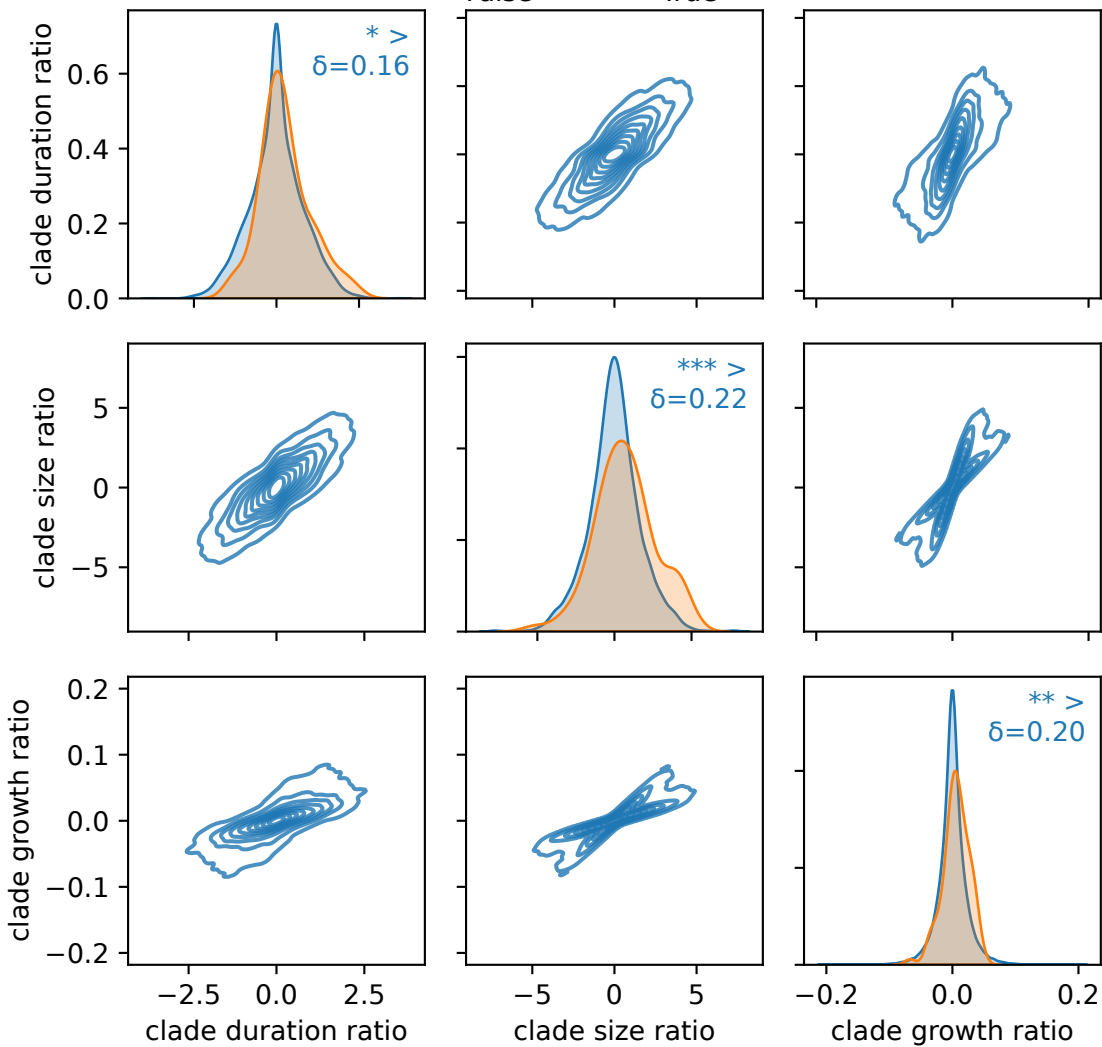 clade duration ratio
0.6
0.4
0.2
0.0
* >
δ=0.16
clade size ratio
5
0
−5
*** >
δ=0.22
clade growth ratio
0.2
0.1
0.0
−0.1
−0.2
** >
δ=0.20
−2.5 0.0 2.5
−5 0 5
−0.2 0.0 0.2
clade duration ratio
clade size ratio
clade growth ratio